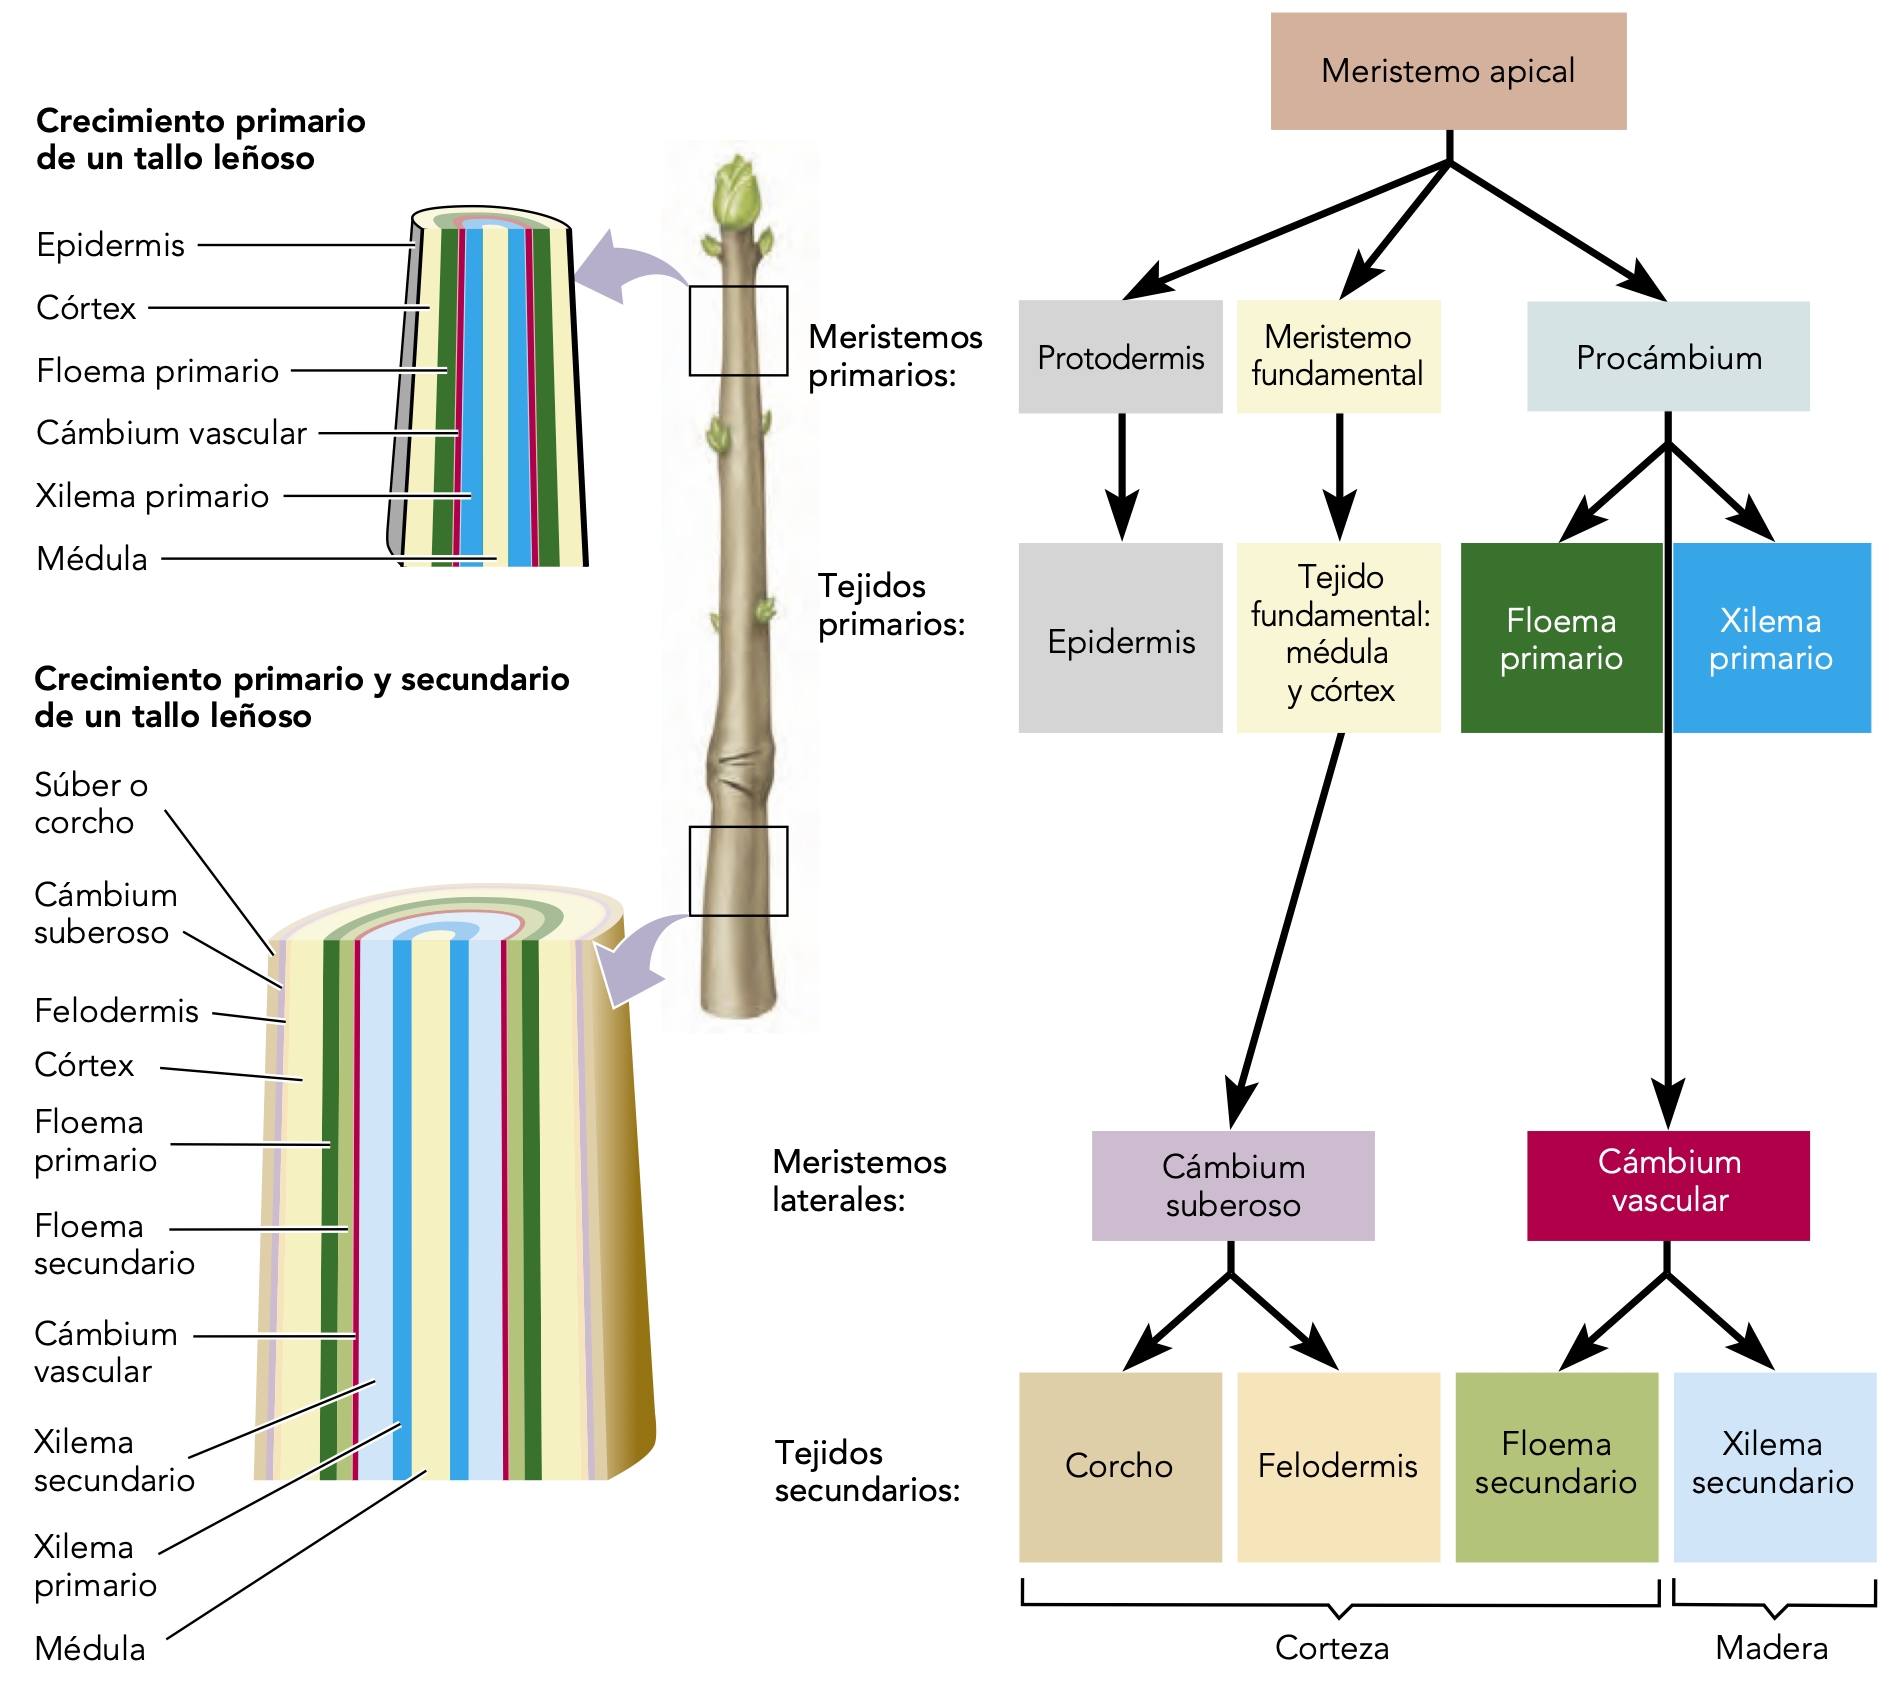 Crecimiento primario
de un tallo leñoso
Epidermis
Córtex
Floema primario
Cámbium vascular
Xilema primario
Médula
Crecimiento primario y secundario
de un tallo leñoso
Súber o
corcho
Cámbium
suberoso
Felodermis
Córtex
Floema
primario
Floema
secundario
Cámbium
vascular
Xilema
secundario
Xilema
primario
Médula
Meristemo apical
Meristemos
primarios:
Protodermis
Meristemo
fundamental
Procámbium
Tejidos
primarios:
Epidermis
Tejido
fundamental:
médula
y córtex
Floema
primario
Xilema
primario
Meristemos
laterales:
Cámbium
suberoso
Cámbium
vascular
Tejidos
secundarios:
Corcho
Felodermis
Floema
secundario
Xilema
secundario
Corteza
Madera